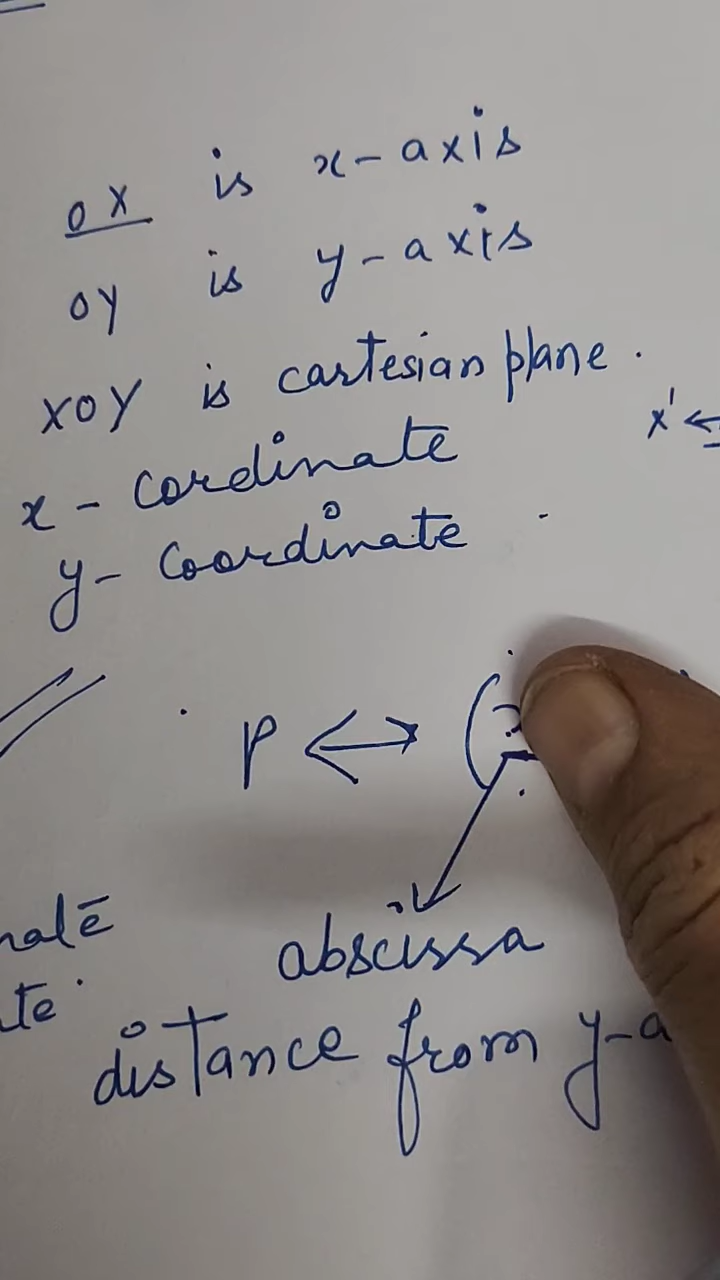 OX is x-axis
OY is y-axis
XOY is cartesian plane.
x'
x - Cordinate
y - Coordinate
P ↔ (
abscissa
distance from y-a